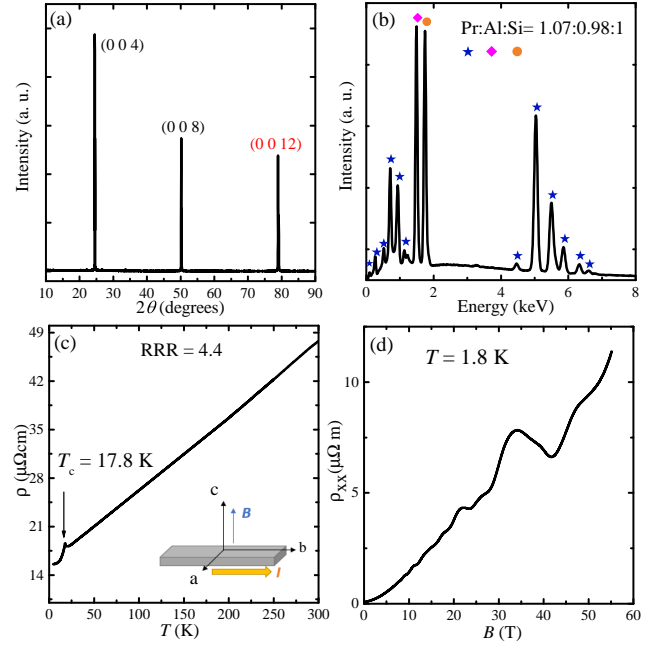 (a)
(0 0 4)
(0 0 8)
(0 0 12)
Intensity (a. u.)
10 20 30 40 50 60 70 80 90
2θ (degrees)
(b)
Pr:Al:Si= 1.07:0.98:1
Intensity (a. u.)
0 2 4 6 8
Energy (keV)
(c)
RRR = 4.4
T_c = 17.8 K
49
42
35
28
21
14
ρ (μΩcm)
c
B
b
a
I
0 50 100 150 200 250 300
T (K)
(d)
T = 1.8 K
10
5
0
ρ_XX(μΩ m)
0 10 20 30 40 50 60
B (T)